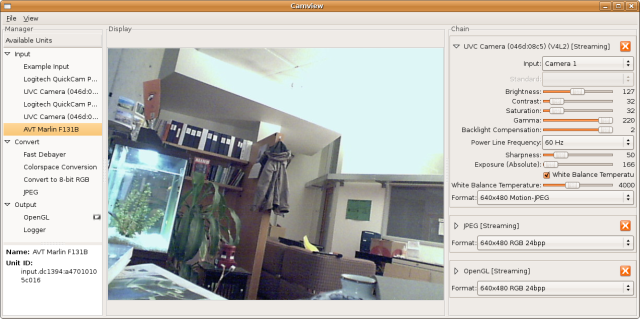 CamView
File View
Manager
Available Units
Input
Example Input
Logitech QuickCam P...
UVC Camera (046d:0...
Logitech QuickCam P...
UVC Camera (046d:0...
AVT Marlin F131B
Convert
Fast Debayer
Colorspace Conversion
Convert to 8-bit RGB
JPEG
Output
OpenGL
Logger
Name: AVT Marlin F131B
Unit ID:
input.dc1394:a4701010
5c016
Display
Chain
UVC Camera (046d:08c5) (V4L2) [Streaming]
Input: Camera 1
Standard:
Brightness: 127
Contrast: 32
Saturation: 32
Gamma: 220
Backlight Compensation: 2
Power Line Frequency: 60 Hz
Sharpness: 50
Exposure (Absolute): 166
White Balance Temperatu
White Balance Temperature: 4000
Format: 640x480 Motion-JPEG
JPEG [Streaming]
Format: 640x480 RGB 24bpp
OpenGL [Streaming]
Format: 640x480 RGB 24bpp